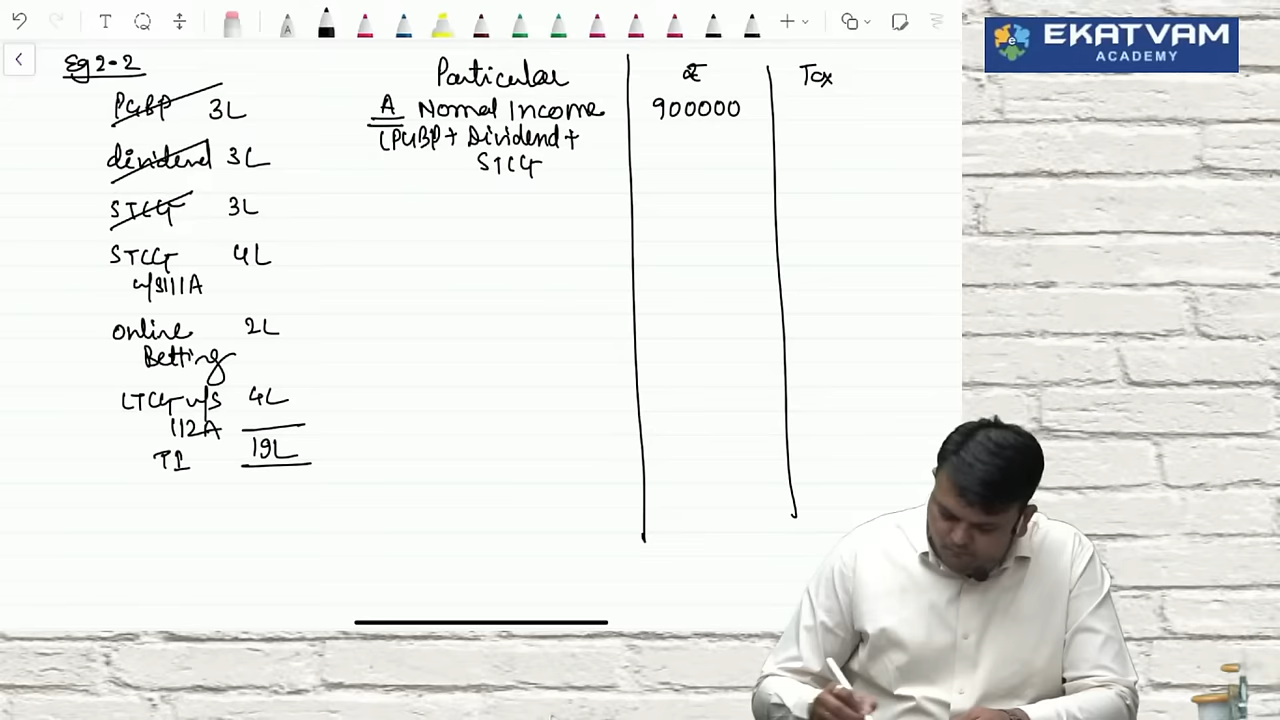 Eg 2.2
PGBP 3L
dividend 3L
STCG 3L
STCG 4L
u/s 111A
online 2L
Betting
LTCG u/s 4L
112A
TI 19L
Particular ₹ Tax
A Normal Income 900000
(PGBP + Dividend +
STCG
EKATVAM
ACADEMY